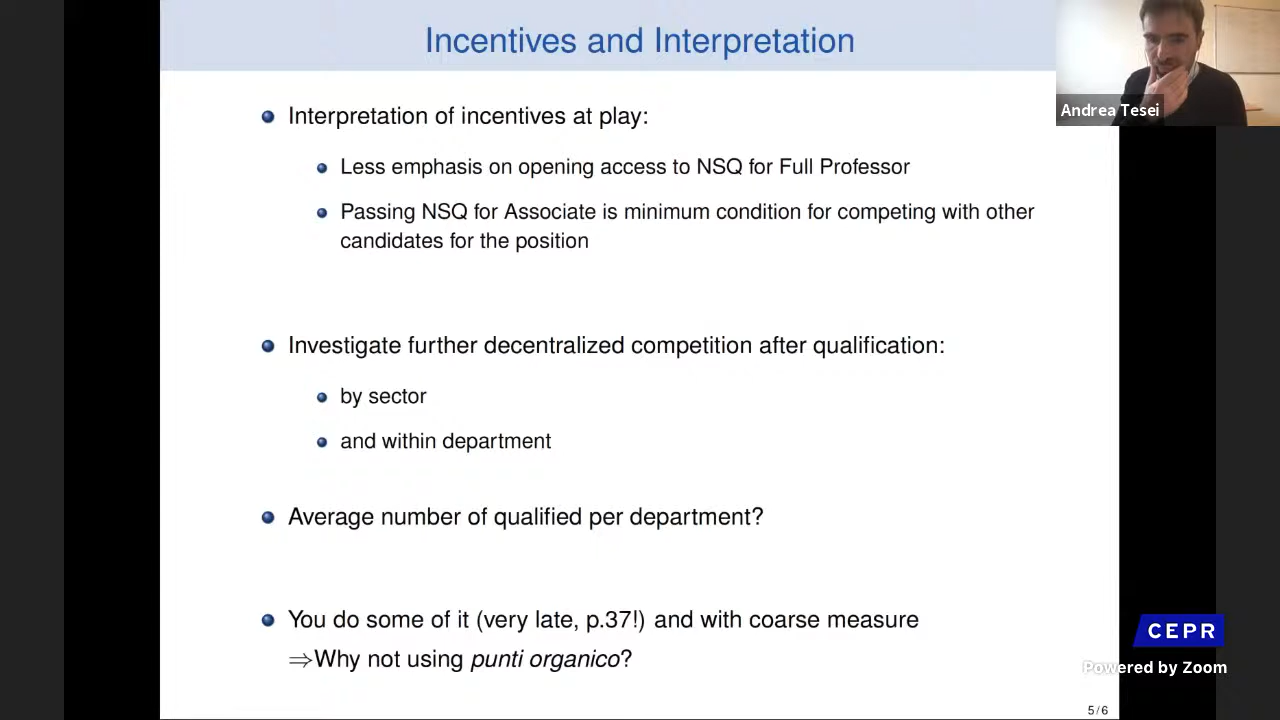 Incentives and Interpretation
Andrea Tesei
Interpretation of incentives at play:
Less emphasis on opening access to NSQ for Full Professor
Passing NSQ for Associate is minimum condition for competing with other
candidates for the position
Investigate further decentralized competition after qualification:
by sector
and within department
Average number of qualified per department?
You do some of it (very late, p.37!) and with coarse measure
⇒Why not using punti organico?
CEPR
Powered by Zoom
5/6